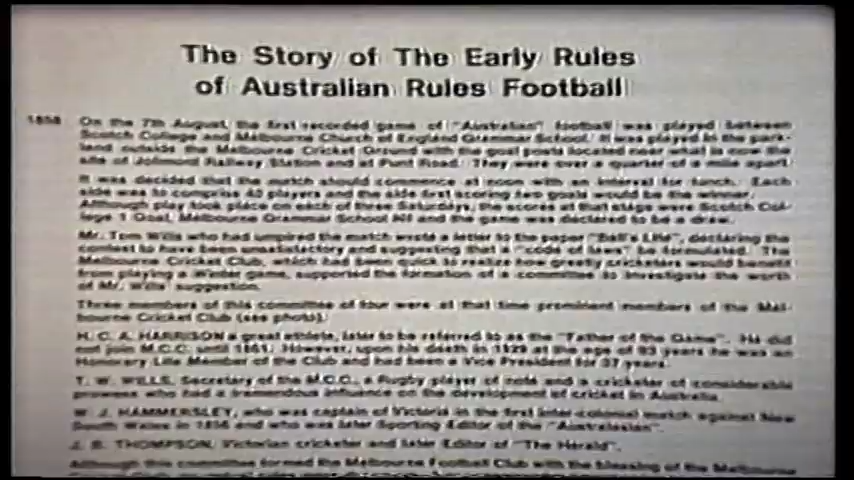 The Story of The Early Rules
of Australian Rules Football
1858 On the 7th August, the first recorded game of "Australian" football was played between
Scotch College and Melbourne Church of England Grammar School. It was played in the park-
land outside the Melbourne Cricket Ground with the goal posts located near what is now the
site of Jolimont Railway Station and at Punt Road. They were over a quarter of a mile apart.
It was decided that the match should commence at noon with an interval for lunch. Each
side was to comprise 40 players and the side first scoring two goals would be the winner.
Although play took place on each of three Saturdays, the scores at that stage were Scotch Col-
lege 1 Goal, Melbourne Grammar School Nil and the game was declared to be a draw.
Mr. Tom Wills who had umpired the match wrote a letter to the paper "Bell's Life", declaring the
contest to have been unsatisfactory and suggesting that a "code of laws" be formulated. The
Melbourne Cricket Club, which had been quick to realize how greatly cricketers would benefit
from playing a Winter game, supported the formation of a committee to investigate the worth
of Mr. Wills' suggestion.
Three members of this committee of four were at that time prominent members of the Mel-
bourne Cricket Club (see photo).
H. C. A. HARRISON a great athlete, later to be referred to as the "Father of the Game". He did
not join M.C.C. until 1861. However, upon his death in 1929 at the age of 93 years he was an
Honorary Life Member of the Club and had been a Vice President for 37 years.
T. W. WILLS, Secretary of the M.C.C., a Rugby player of note and a cricketer of considerable
prowess who had a tremendous influence on the development of cricket in Australia.
W. J. HAMMERSLEY, who was captain of Victoria in the first inter-colonial match against New
South Wales in 1856 and who was later Sporting Editor of the "Australasian".
J. B. THOMPSON, Victorian cricketer and later Editor of "The Herald".
Although this committee formed the Melbourne Football Club with the blessing of the Melbourne